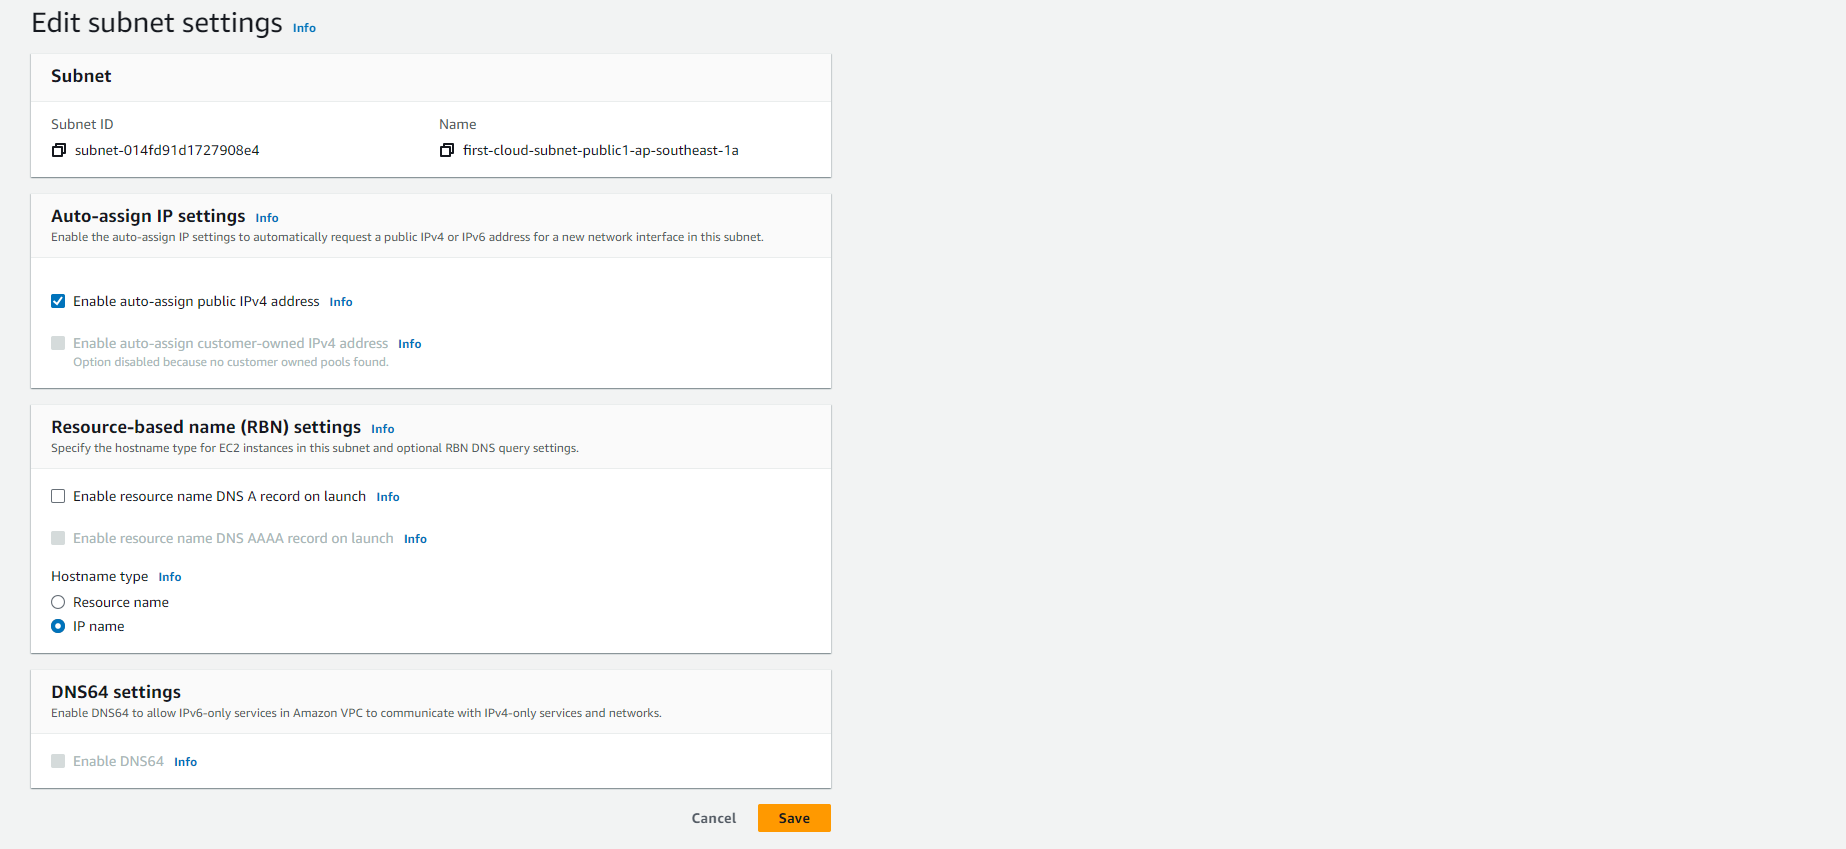 Edit subnet settings Info
Subnet
Subnet ID
subnet-014fd91d1727908e4
Name
first-cloud-subnet-public1-ap-southeast-1a
Auto-assign IP settings Info
Enable the auto-assign IP settings to automatically request a public IPv4 or IPv6 address for a new network interface in this subnet.
Enable auto-assign public IPv4 address Info
Enable auto-assign customer-owned IPv4 address Info
Option disabled because no customer owned pools found.
Resource-based name (RBN) settings Info
Specify the hostname type for EC2 instances in this subnet and optional RBN DNS query settings.
Enable resource name DNS A record on launch Info
Enable resource name DNS AAAA record on launch Info
Hostname type Info
Resource name
IP name
DNS64 settings
Enable DNS64 to allow IPv6-only services in Amazon VPC to communicate with IPv4-only services and networks.
Enable DNS64 Info
Cancel Save